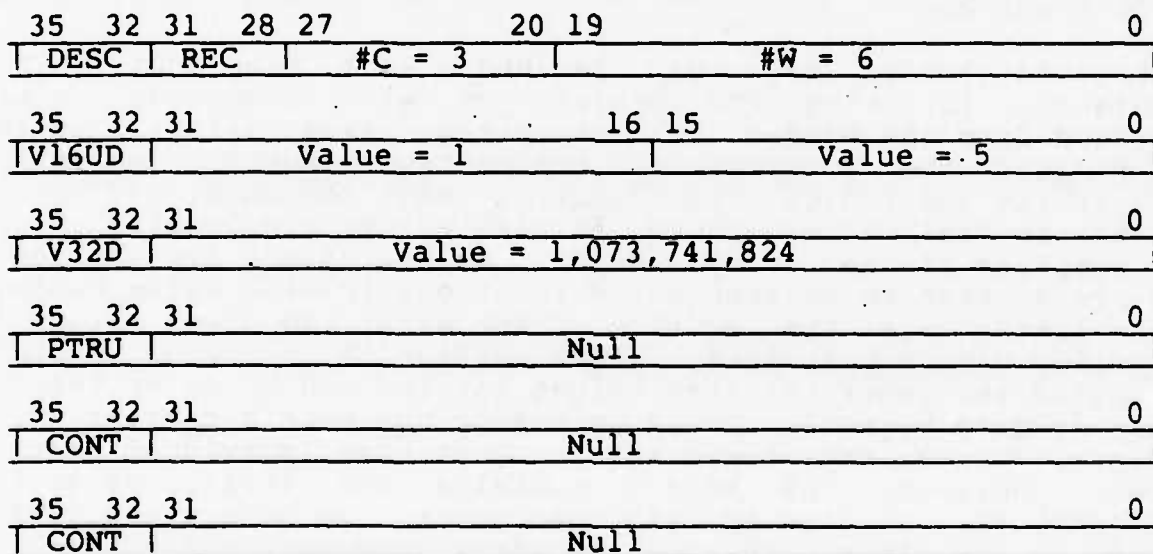 35 32 31 28 27 20 19 0
DESC REC #C = 3 #W = 6
35 32 31 16 15 0
V16UD Value = 1 Value = 5
35 32 31 0
V32D Value = 1,073,741,824
35 32 31 0
PTRU Null
35 32 31 0
CONT Null
35 32 31 0
CONT Null